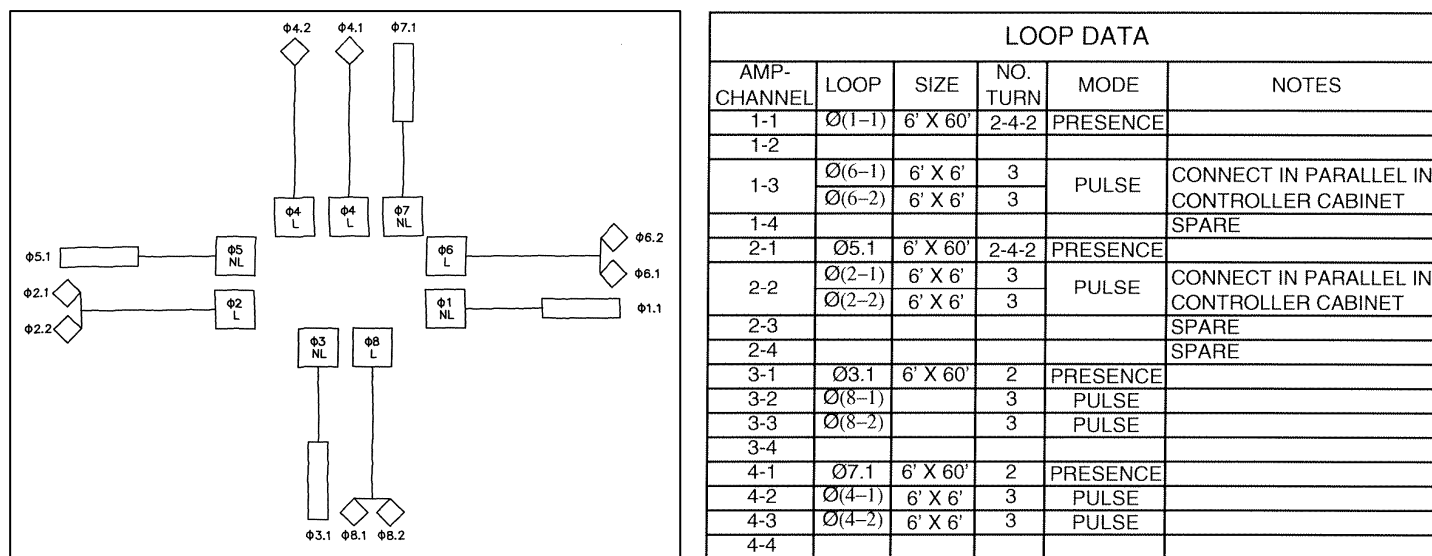 ϕ4.2 ϕ4.1 ϕ7.1
ϕ4 L
ϕ4 L
ϕ7 NL
ϕ5.1
ϕ5 NL
ϕ6 L
ϕ6.2
ϕ6.1
ϕ2.1
ϕ2.2
ϕ2 L
ϕ1 NL
ϕ1.1
ϕ3 NL
ϕ8 L
ϕ3.1 ϕ8.1 ϕ8.2
LOOP DATA
AMP-CHANNEL LOOP SIZE NO. TURN MODE NOTES
1-1 Ø(1–1) 6' X 60' 2-4-2 PRESENCE
1-2
1-3 Ø(6–1) 6' X 6' 3 PULSE CONNECT IN PARALLEL IN
Ø(6–2) 6' X 6' 3 CONTROLLER CABINET
1-4 SPARE
2-1 Ø5.1 6' X 60' 2-4-2 PRESENCE
2-2 Ø(2–1) 6' X 6' 3 PULSE CONNECT IN PARALLEL IN
Ø(2–2) 6' X 6' 3 CONTROLLER CABINET
2-3 SPARE
2-4 SPARE
3-1 Ø3.1 6' X 60' 2 PRESENCE
3-2 Ø(8–1) 3 PULSE
3-3 Ø(8–2) 3 PULSE
3-4
4-1 Ø7.1 6' X 60' 2 PRESENCE
4-2 Ø(4–1) 6' X 6' 3 PULSE
4-3 Ø(4–2) 6' X 6' 3 PULSE
4-4